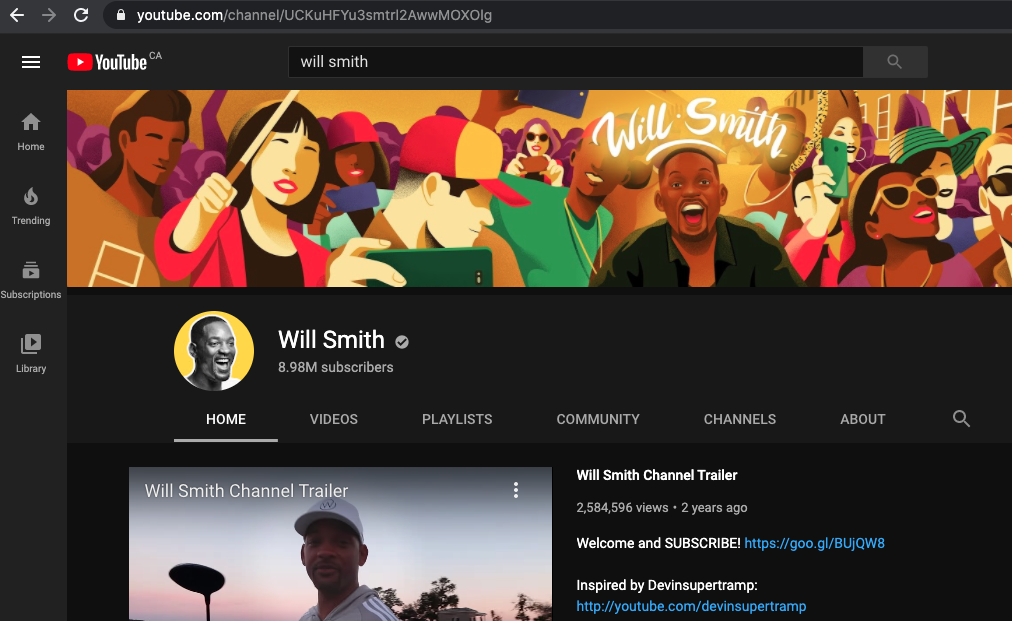 youtube.com/channel/UCKuHFYu3smtrl2AwwMOXOlg
YouTube CA
will smith
Home
Trending
Subscriptions
Library
Will Smith
Will Smith
8.98M subscribers
HOME VIDEOS PLAYLISTS COMMUNITY CHANNELS ABOUT
Will Smith Channel Trailer
Will Smith Channel Trailer
2,584,596 views • 2 years ago
Welcome and SUBSCRIBE! https://goo.gl/BUjQW8
Inspired by Devinsupertramp:
http://youtube.com/devinsupertramp